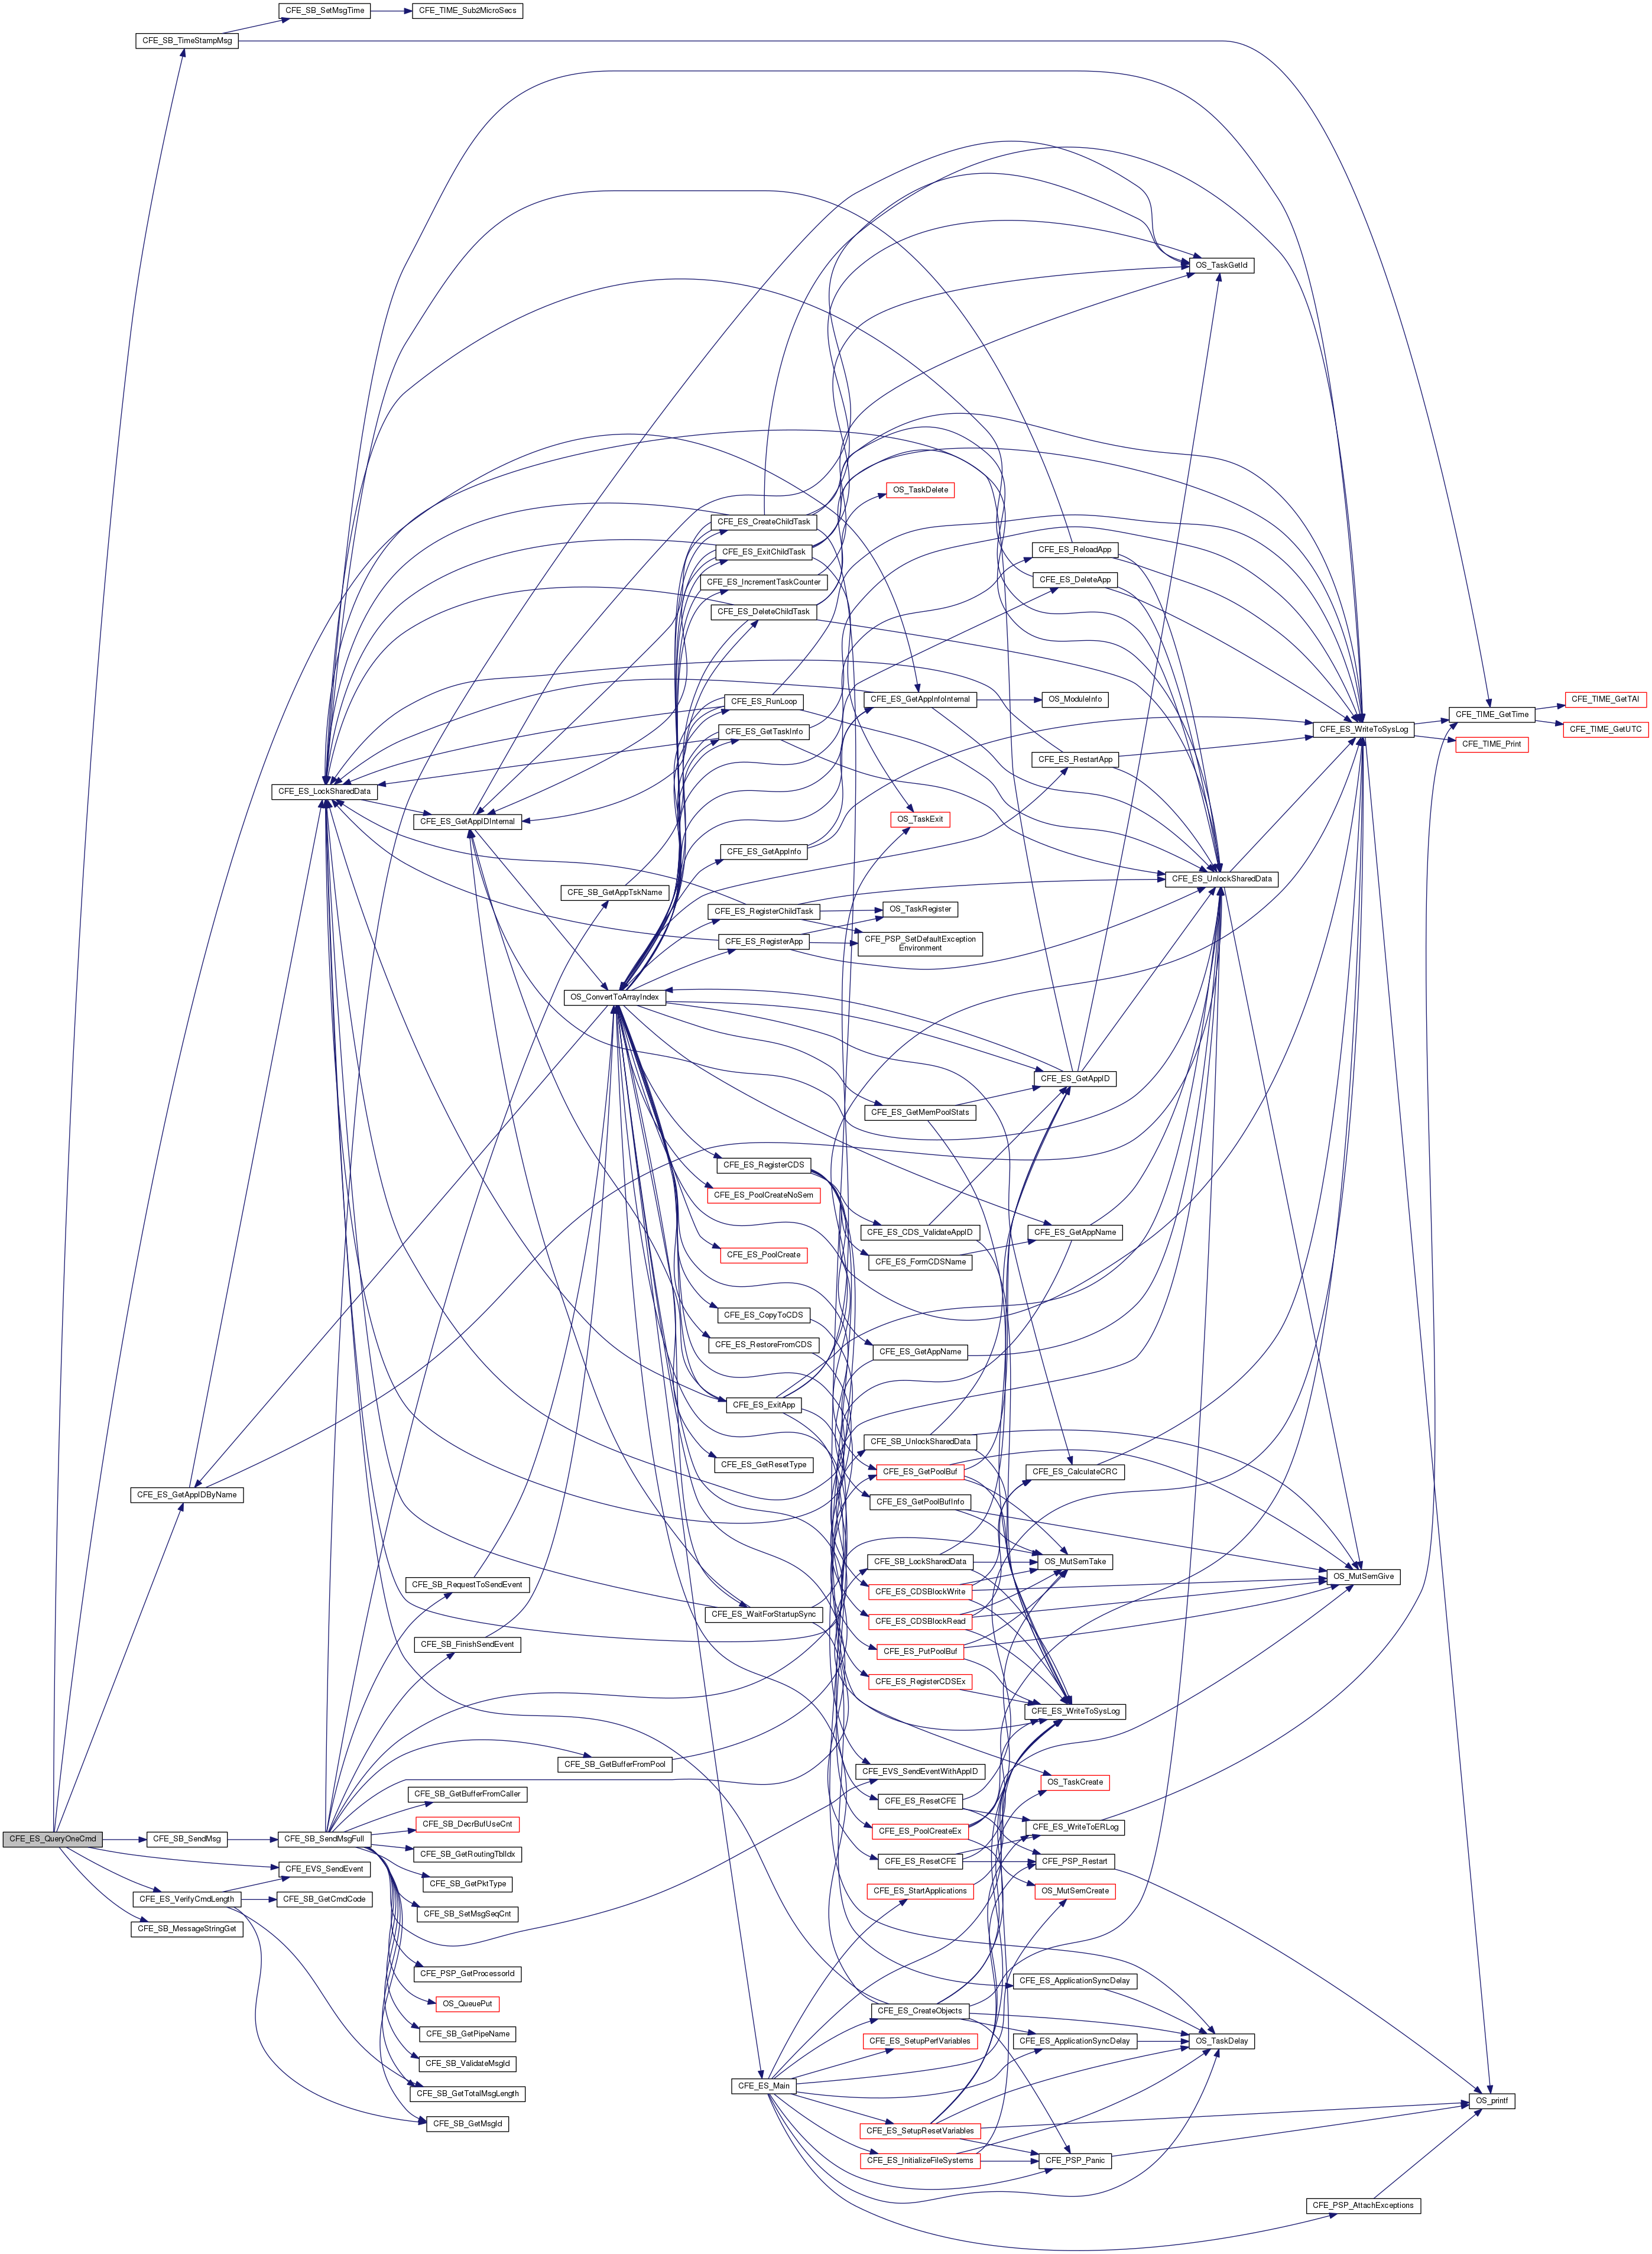 CFE_SB_SetMsgTime
CFE_TIME_Sub2MicroSecs
CFE_SB_TimeStampMsg
OS_TaskGetId
OS_TaskDelete
CFE_ES_CreateChildTask
CFE_ES_ExitChildTask
CFE_ES_ReloadApp
CFE_ES_IncrementTaskCounter
CFE_ES_DeleteApp
CFE_ES_DeleteChildTask
CFE_ES_RunLoop
CFE_ES_GetAppInfoInternal
OS_ModuleInfo
CFE_TIME_GetTAI
CFE_TIME_GetTime
CFE_ES_GetTaskInfo
CFE_ES_WriteToSysLog
CFE_TIME_GetUTC
CFE_TIME_Print
CFE_ES_RestartApp
CFE_ES_LockSharedData
CFE_ES_GetAppIDInternal
OS_TaskExit
CFE_ES_GetAppInfo
CFE_ES_UnlockSharedData
CFE_SB_GetAppTskName
CFE_ES_RegisterChildTask
OS_TaskRegister
CFE_ES_RegisterApp
CFE_PSP_SetDefaultException
Environment
OS_ConvertToArrayIndex
CFE_ES_GetAppID
CFE_ES_GetMemPoolStats
CFE_ES_RegisterCDS
CFE_ES_PoolCreateNoSem
CFE_ES_CDS_ValidateAppID
CFE_ES_GetAppName
CFE_ES_PoolCreate
CFE_ES_FormCDSName
CFE_ES_CopyToCDS
CFE_ES_RestoreFromCDS
CFE_ES_GetAppName
CFE_ES_ExitApp
CFE_SB_UnlockSharedData
CFE_ES_GetResetType
CFE_ES_GetPoolBuf
CFE_ES_CalculateCRC
CFE_ES_GetAppIDByName
CFE_ES_GetPoolBufInfo
CFE_SB_LockSharedData
OS_MutSemTake
OS_MutSemGive
CFE_SB_RequestToSendEvent
CFE_ES_CDSBlockWrite
CFE_ES_WaitForStartupSync
CFE_ES_CDSBlockRead
CFE_SB_FinishSendEvent
CFE_ES_PutPoolBuf
CFE_ES_RegisterCDSEx
CFE_ES_WriteToSysLog
CFE_SB_GetBufferFromPool
CFE_EVS_SendEventWithAppID
OS_TaskCreate
CFE_SB_GetBufferFromCaller
CFE_ES_ResetCFE
CFE_SB_DecrBufUseCnt
CFE_ES_PoolCreateEx
CFE_ES_WriteToERLog
CFE_ES_QueryOneCmd
CFE_SB_SendMsg
CFE_SB_SendMsgFull
CFE_SB_GetRoutingTblIdx
CFE_ES_ResetCFE
CFE_PSP_Restart
CFE_EVS_SendEvent
CFE_SB_GetPktType
CFE_ES_StartApplications
OS_MutSemCreate
CFE_ES_VerifyCmdLength
CFE_SB_GetCmdCode
CFE_SB_SetMsgSeqCnt
CFE_SB_MessageStringGet
CFE_PSP_GetProcessorId
CFE_ES_ApplicationSyncDelay
OS_QueuePut
CFE_ES_CreateObjects
CFE_SB_GetPipeName
CFE_ES_SetupPerfVariables
CFE_ES_ApplicationSyncDelay
OS_TaskDelay
CFE_SB_ValidateMsgId
CFE_ES_Main
CFE_SB_GetTotalMsgLength
OS_printf
CFE_SB_GetMsgId
CFE_ES_SetupResetVariables
CFE_ES_InitializeFileSystems
CFE_PSP_Panic
CFE_PSP_AttachExceptions